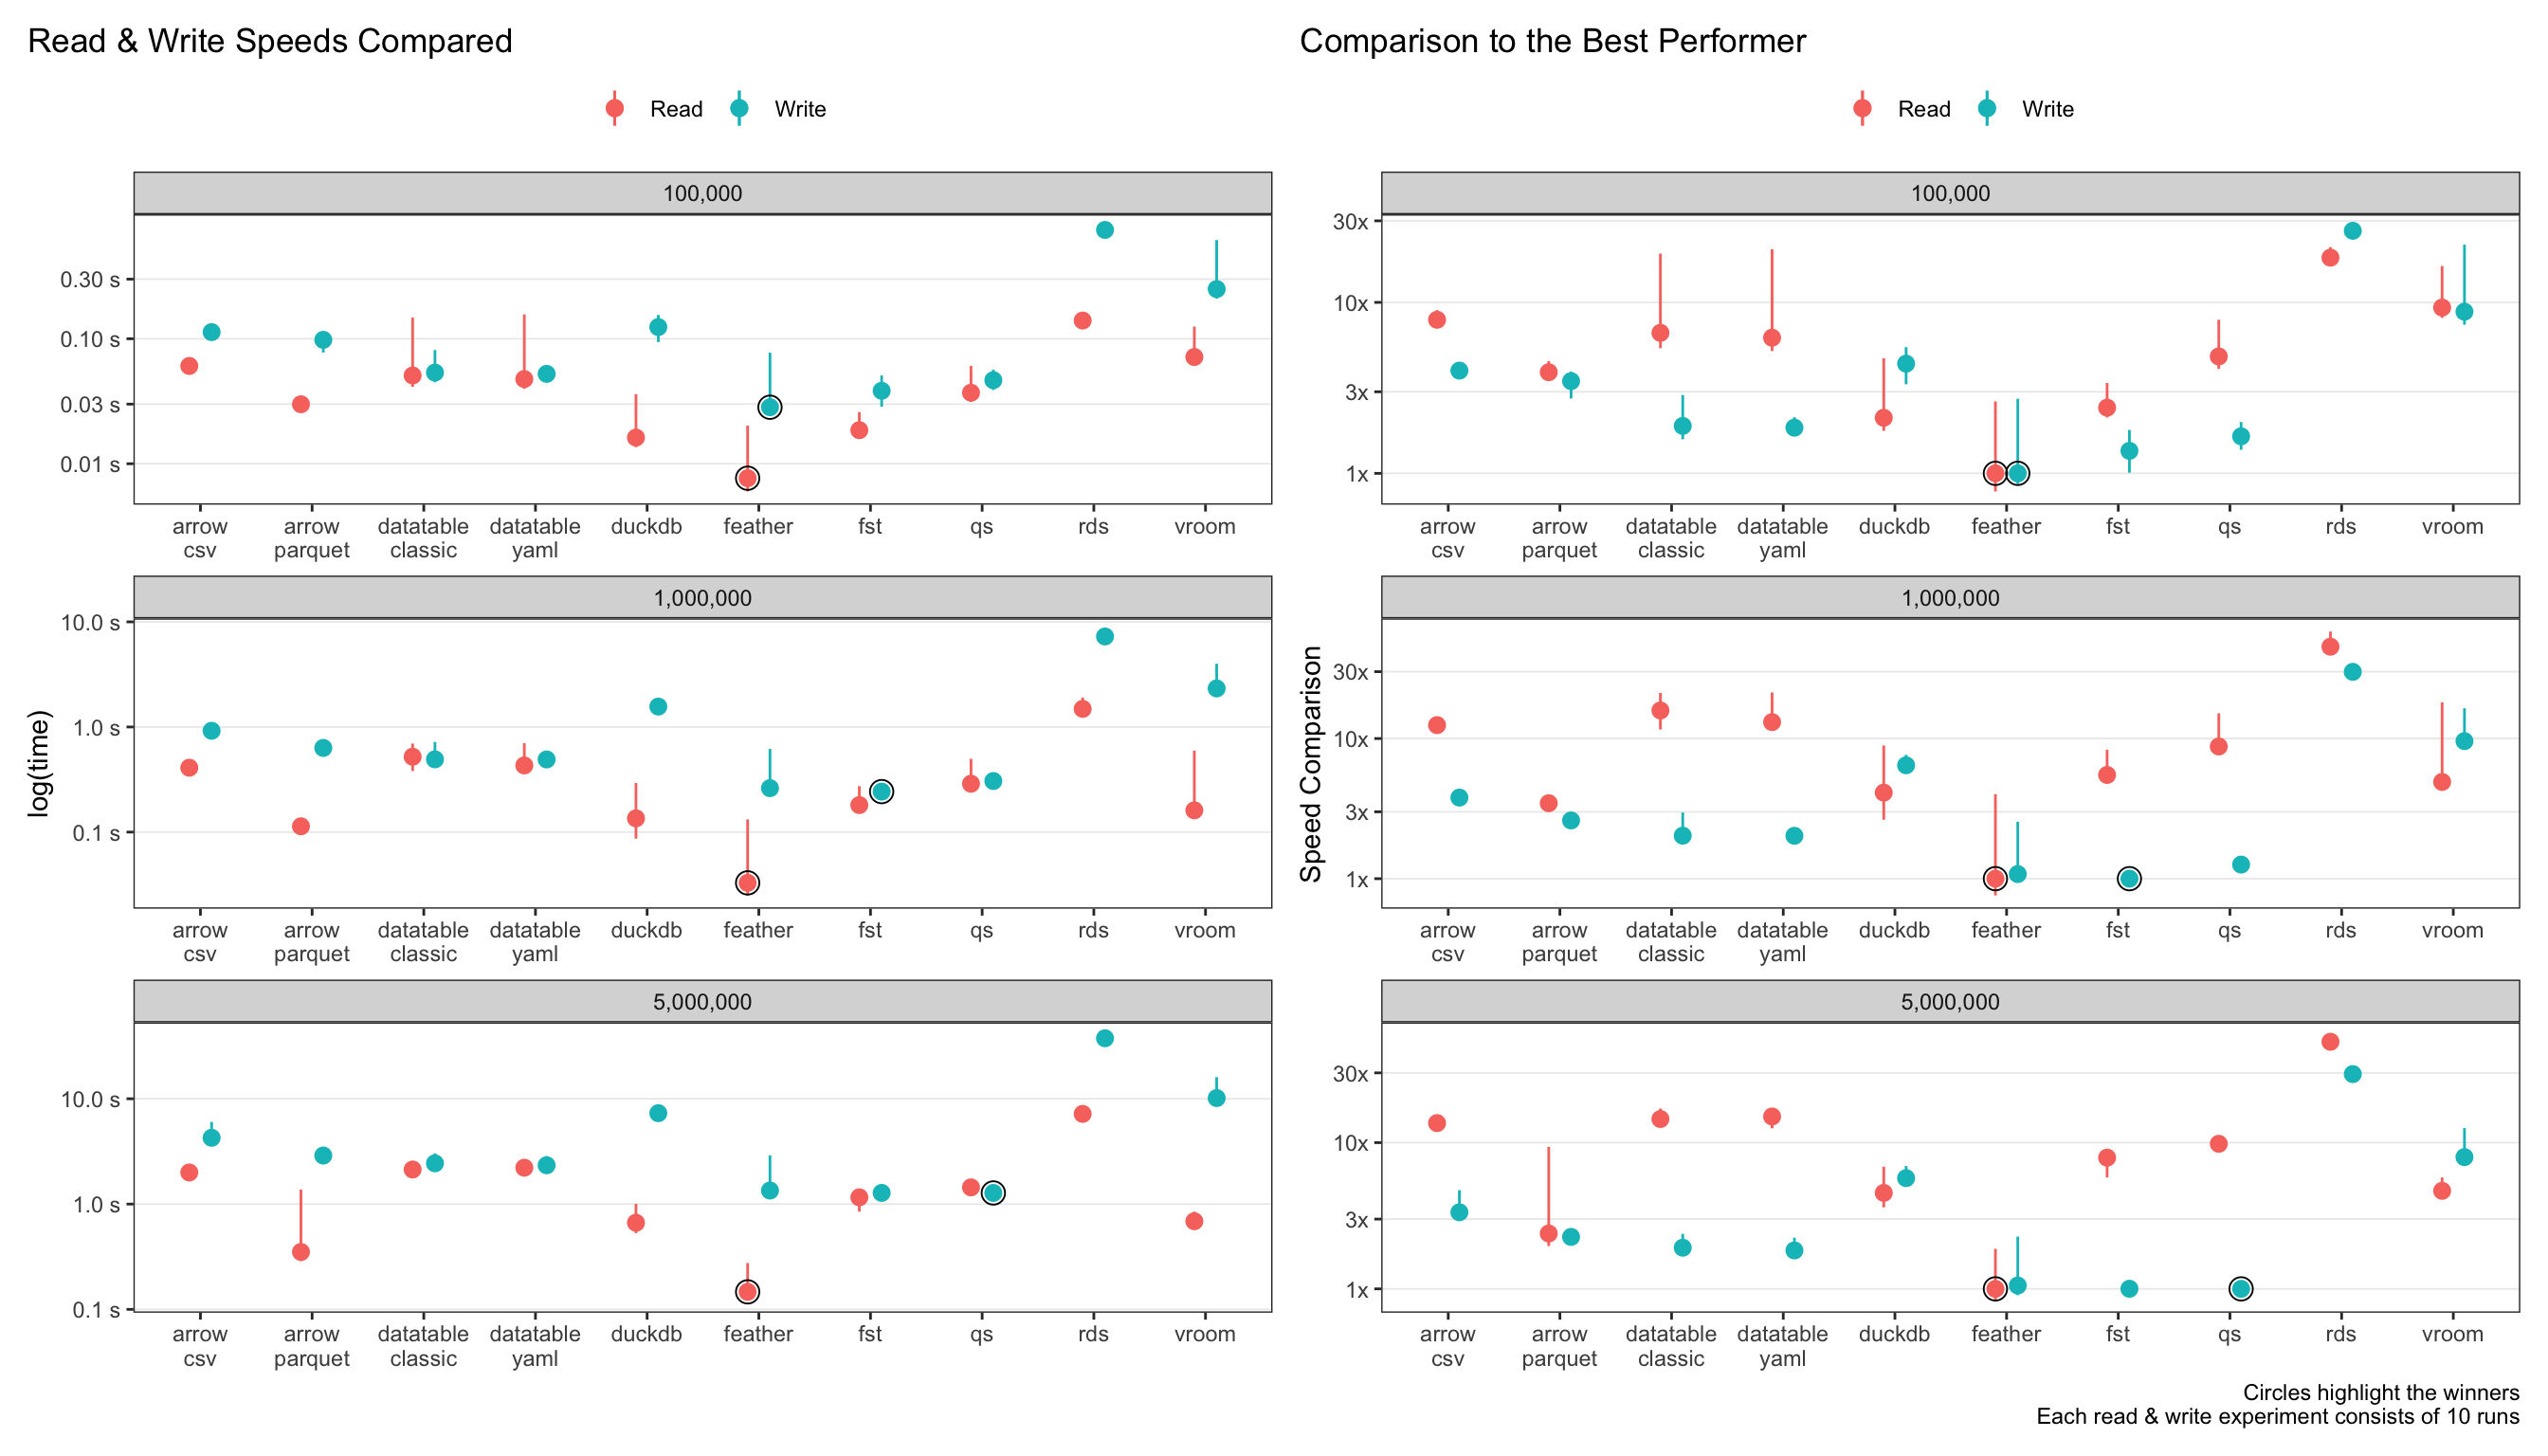 Read & Write Speeds Compared
Read Write
100,000
0.30 s
0.10 s
0.03 s
0.01 s
arrow csv
arrow parquet
datatable classic
datatable yaml
duckdb
feather
fst
qs
rds
vroom
log(time)
1,000,000
10.0 s
1.0 s
0.1 s
arrow csv
arrow parquet
datatable classic
datatable yaml
duckdb
feather
fst
qs
rds
vroom
5,000,000
10.0 s
1.0 s
0.1 s
arrow csv
arrow parquet
datatable classic
datatable yaml
duckdb
feather
fst
qs
rds
vroom
Comparison to the Best Performer
Read Write
100,000
30x
10x
3x
1x
arrow csv
arrow parquet
datatable classic
datatable yaml
duckdb
feather
fst
qs
rds
vroom
Speed Comparison
1,000,000
30x
10x
3x
1x
arrow csv
arrow parquet
datatable classic
datatable yaml
duckdb
feather
fst
qs
rds
vroom
5,000,000
30x
10x
3x
1x
arrow csv
arrow parquet
datatable classic
datatable yaml
duckdb
feather
fst
qs
rds
vroom
Circles highlight the winners
Each read & write experiment consists of 10 runs